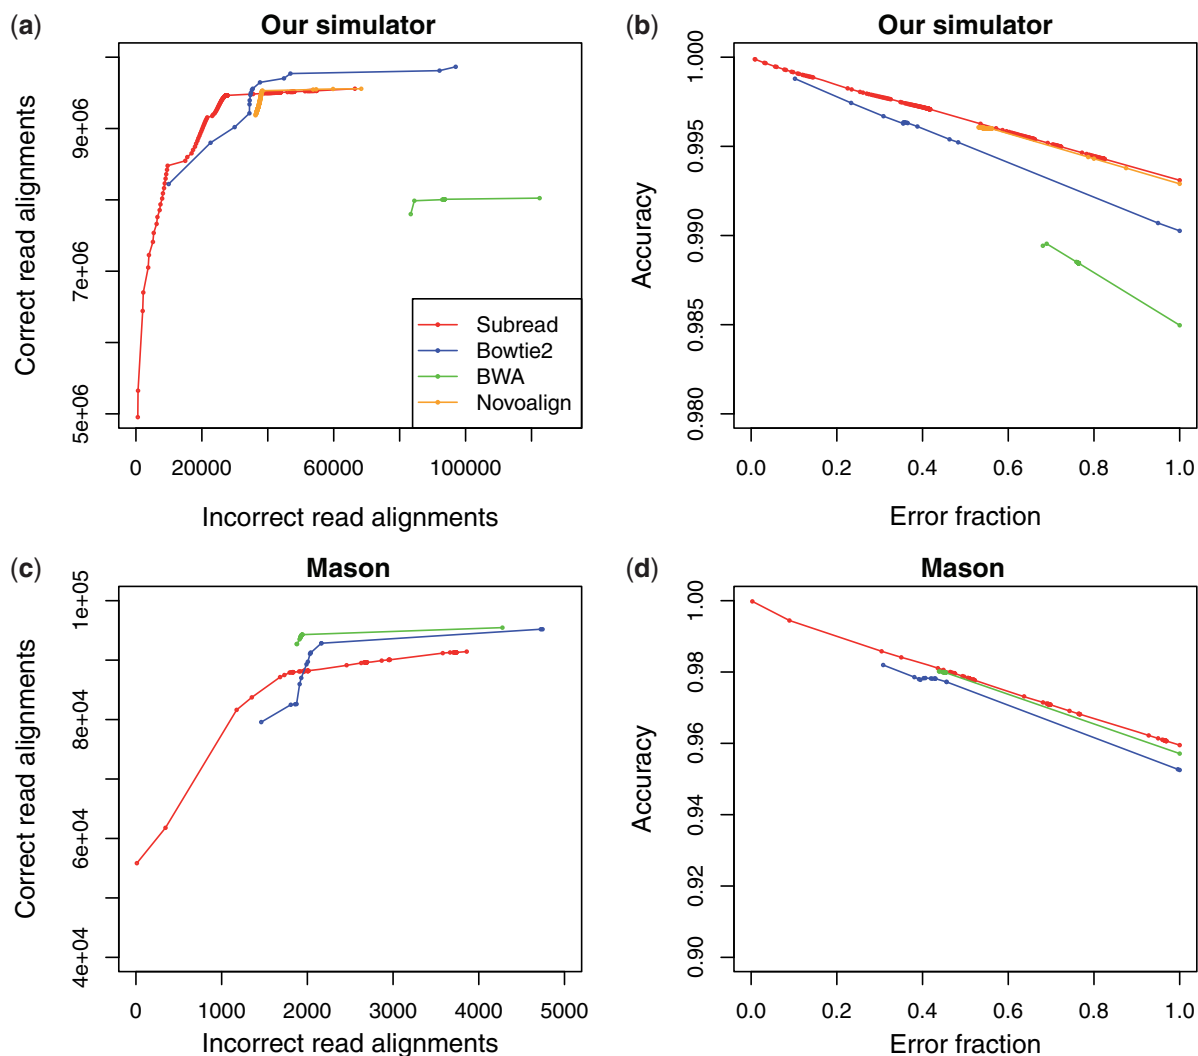 (a)
Our simulator
Correct read alignments
9e+06
7e+06
5e+06
0 20000 60000 100000
Incorrect read alignments
Subread
Bowtie2
BWA
Novoalign
(b)
Our simulator
Accuracy
1.000
0.995
0.990
0.985
0.980
0.0 0.2 0.4 0.6 0.8 1.0
Error fraction
(c)
Mason
Correct read alignments
1e+05
8e+04
6e+04
4e+04
0 1000 2000 3000 4000 5000
Incorrect read alignments
(d)
Mason
Accuracy
1.00
0.98
0.96
0.94
0.92
0.90
0.0 0.2 0.4 0.6 0.8 1.0
Error fraction